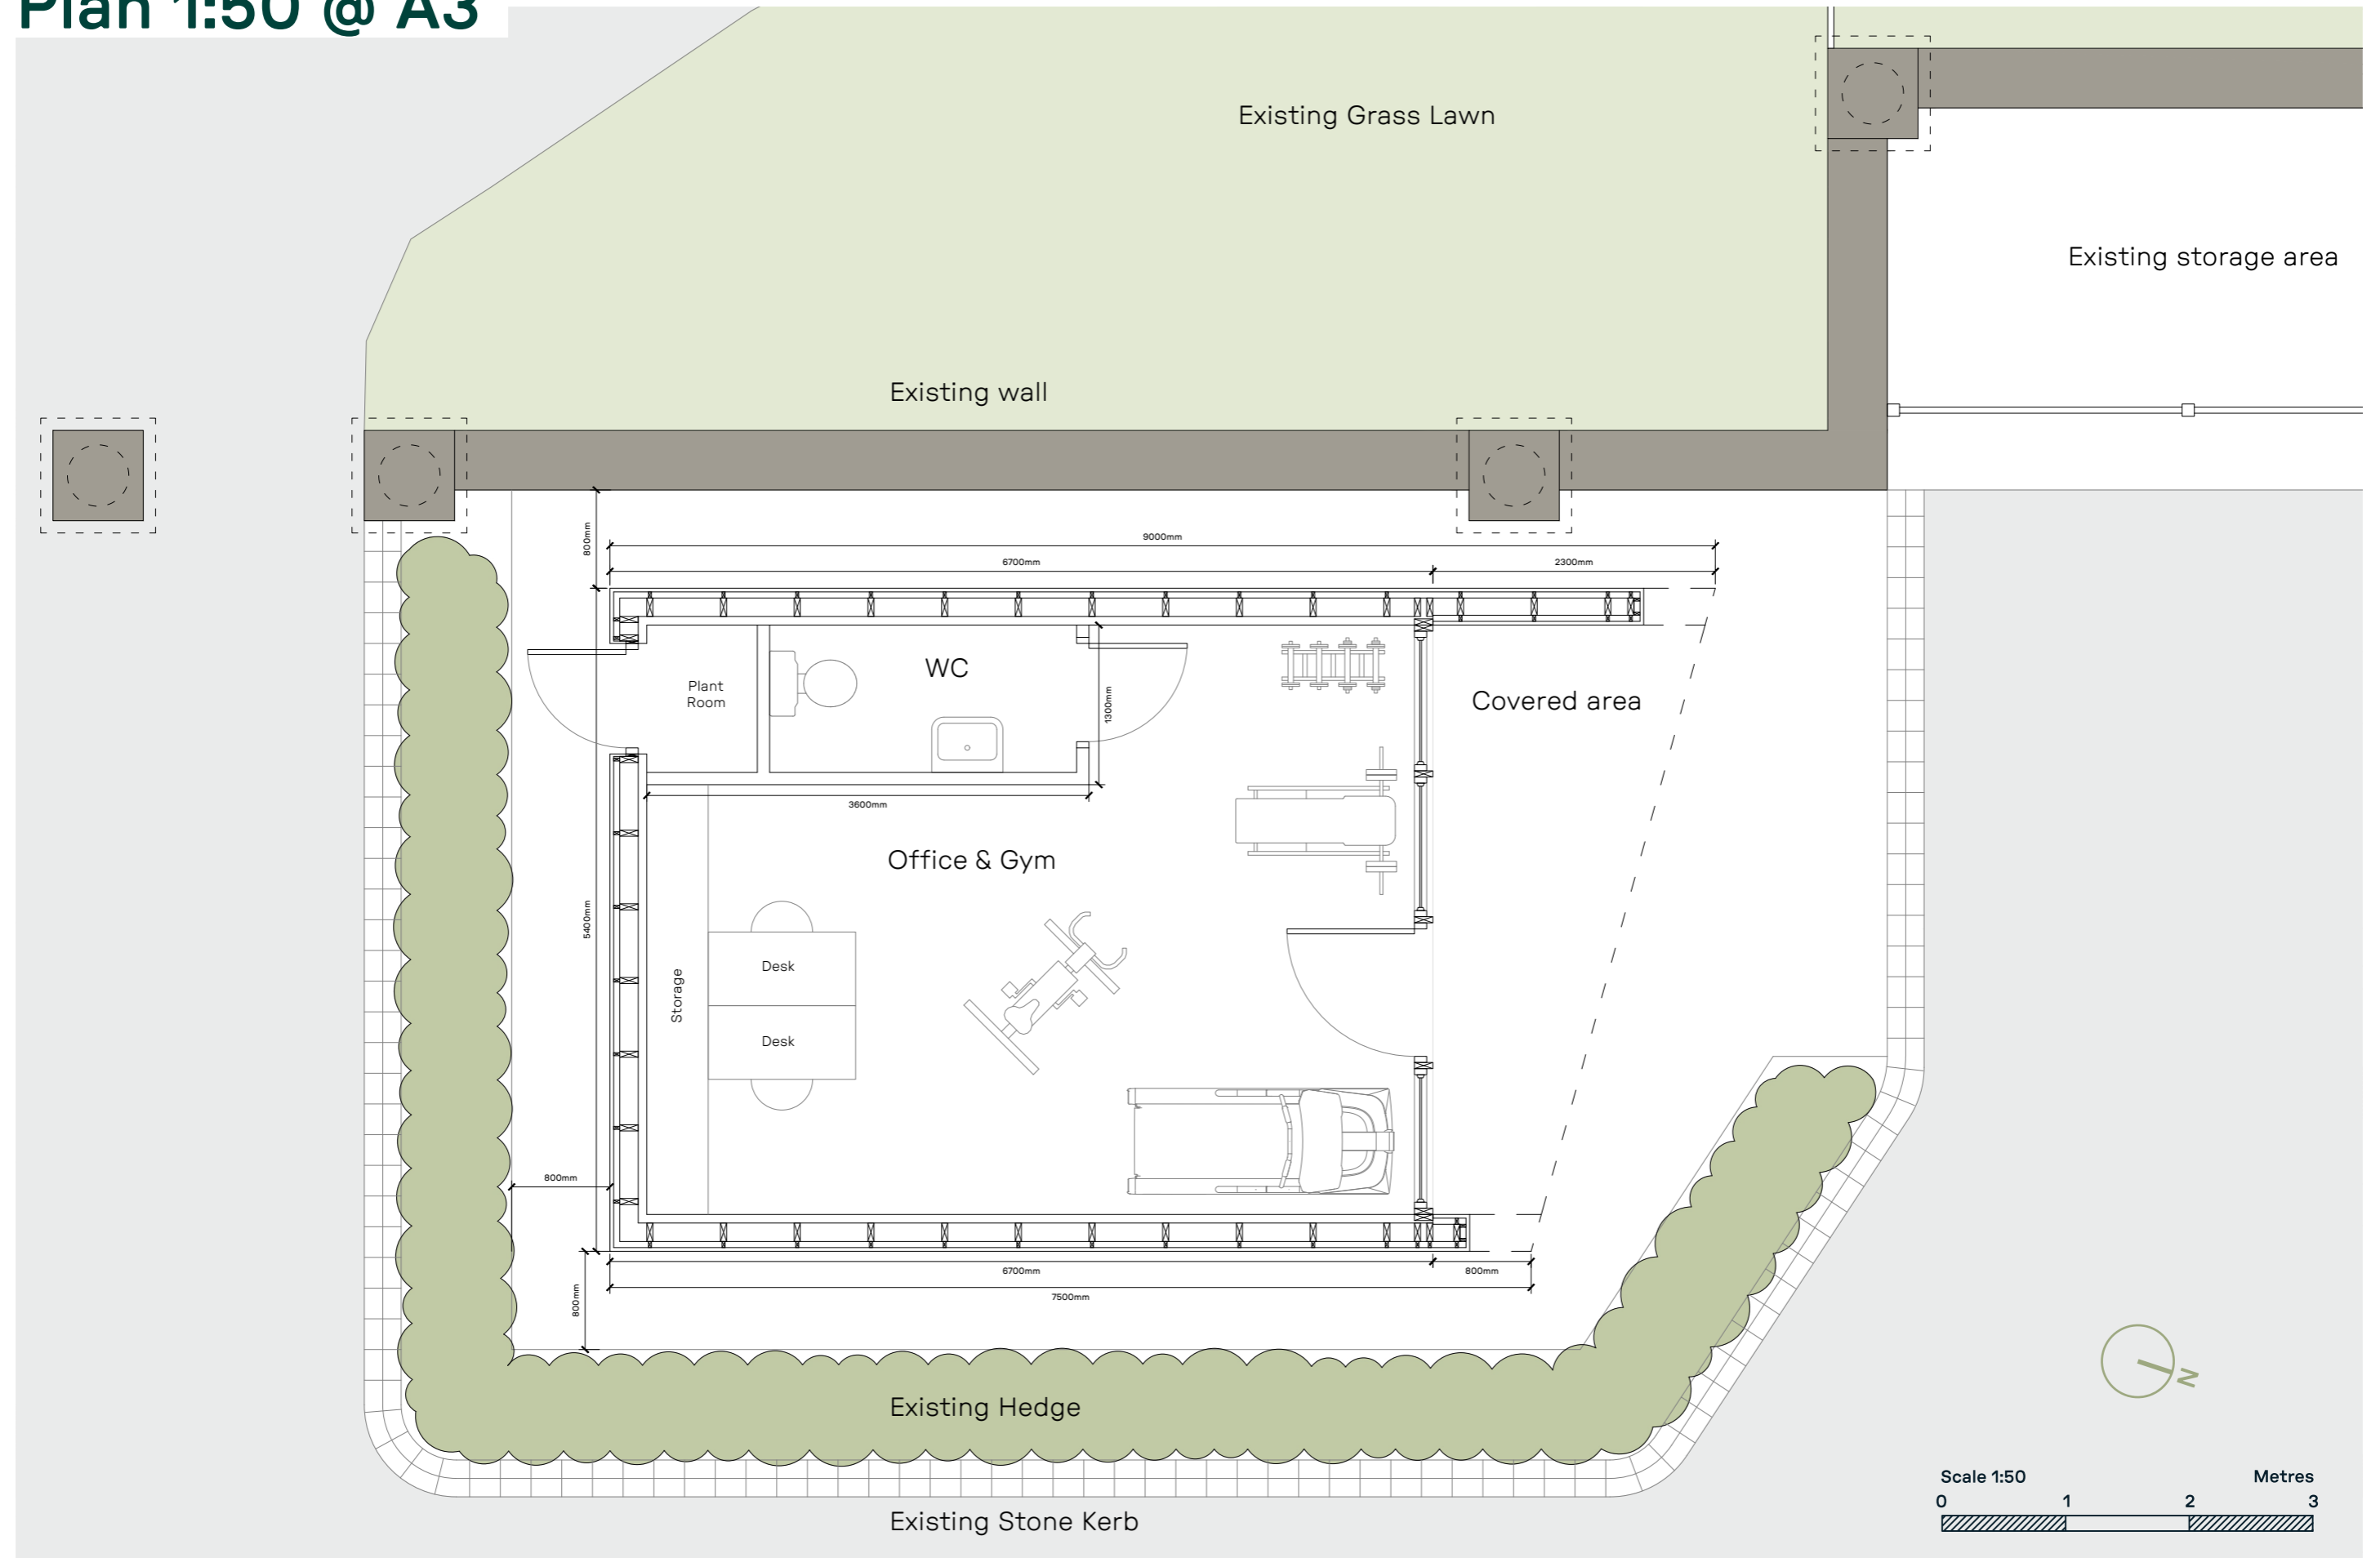 Plan 1:50 @ A3
Existing Grass Lawn
Existing storage area
Existing wall
800mm
9000mm
6700mm
2300mm
WC
Plant
Room
1300mm
Covered area
3600mm
Office & Gym
5400mm
Storage
Desk
Desk
800mm
6700mm
800mm
7500mm
800mm
Existing Hedge
N
Existing Stone Kerb
Scale 1:50
Metres
0 1 2 3